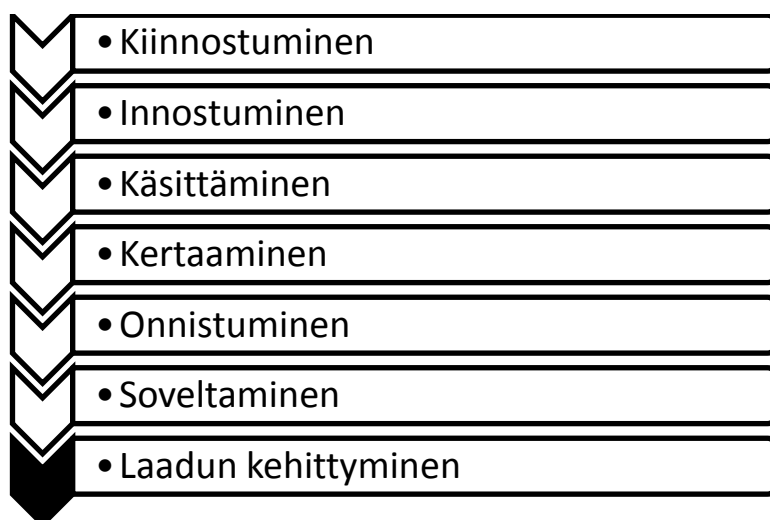 • Kiinnostuminen
• Innostuminen
• Käsittäminen
• Kertaaminen
• Onnistuminen
• Soveltaminen
• Laadun kehittyminen